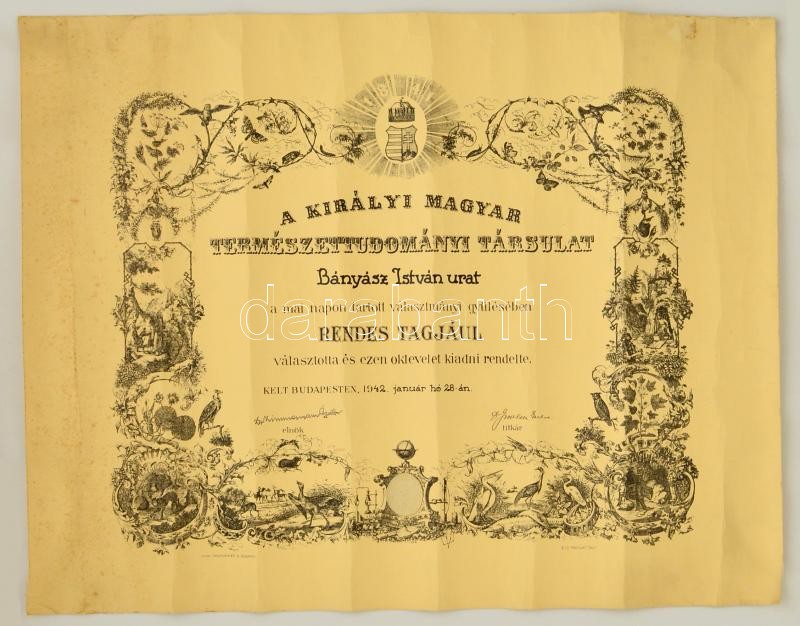 A KIRÁLYI MAGYAR
TERMÉSZETTUDOMÁNYI TÁRSULAT
Bányász István urat
a mai napon tartott választmányi gyűlésében
RENDES TAGJÁUL
választotta és ezen oklevelet kiadni rendelte.
KELT BUDAPESTEN, 1942. január hó 28-án.
elnök
titkár
darabanth